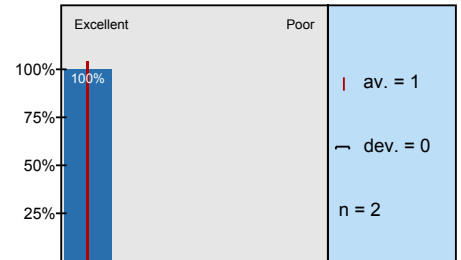 Excellent Poor
100%
100%
75%
50%
25%
av. = 1
dev. = 0
n = 2